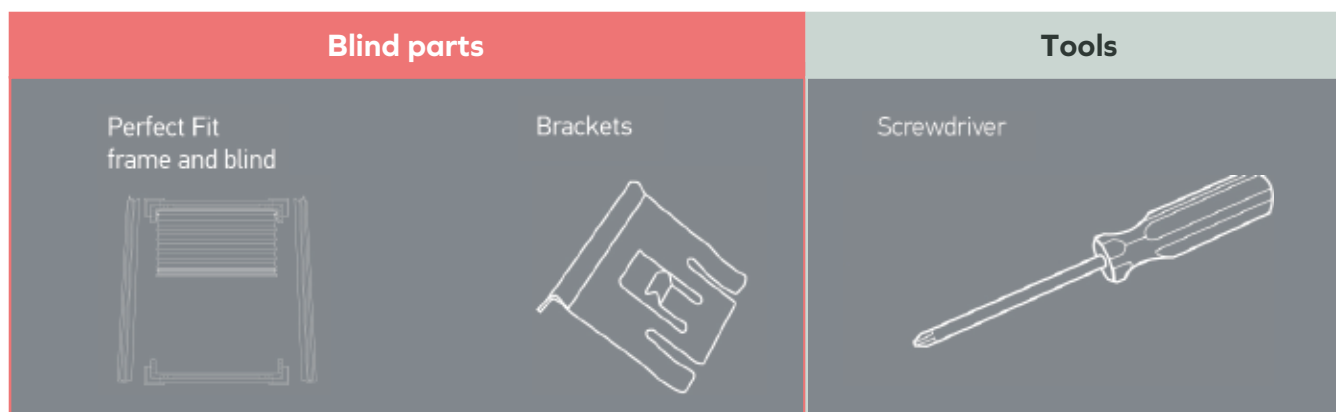 Blind parts
Tools
Perfect Fit
frame and blind
Brackets
Screwdriver